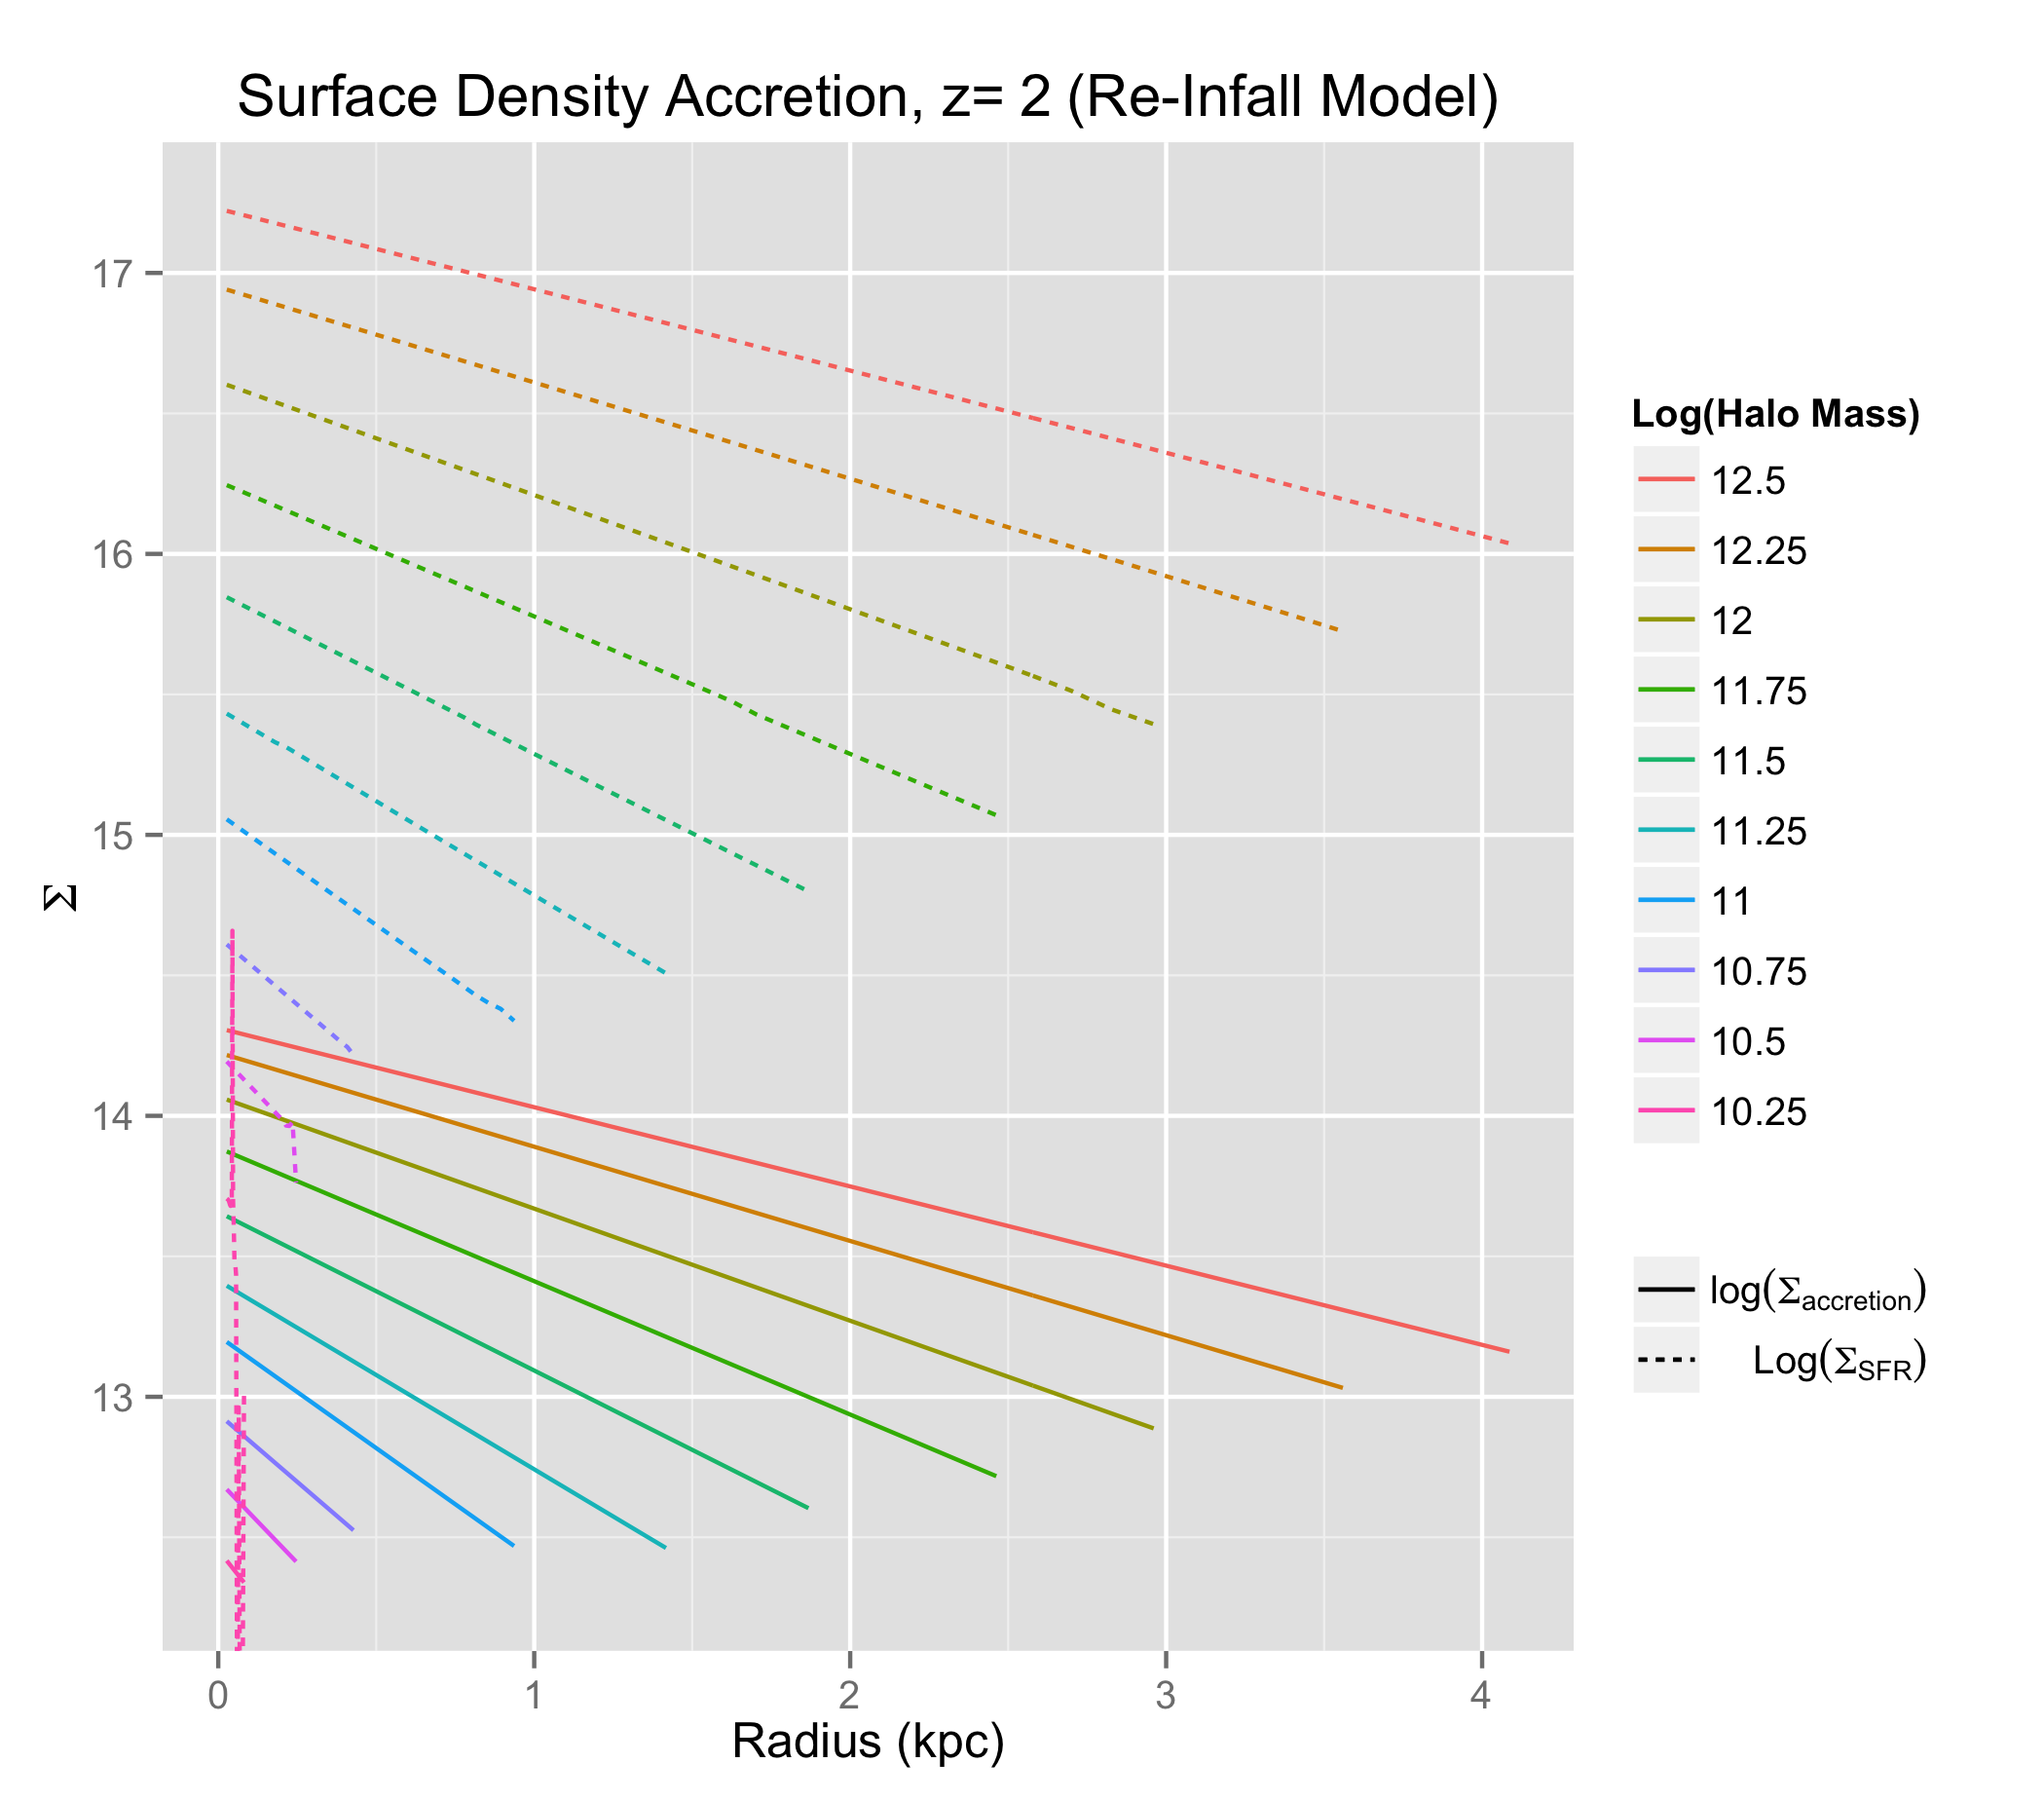 Surface Density Accretion, z= 2 (Re-Infall Model)
17
16
15
14
13
Σ
0 1 2 3 4
Radius (kpc)
Log(Halo Mass)
12.5
12.25
12
11.75
11.5
11.25
11
10.75
10.5
10.25
log(Σaccretion)
Log(ΣSFR)